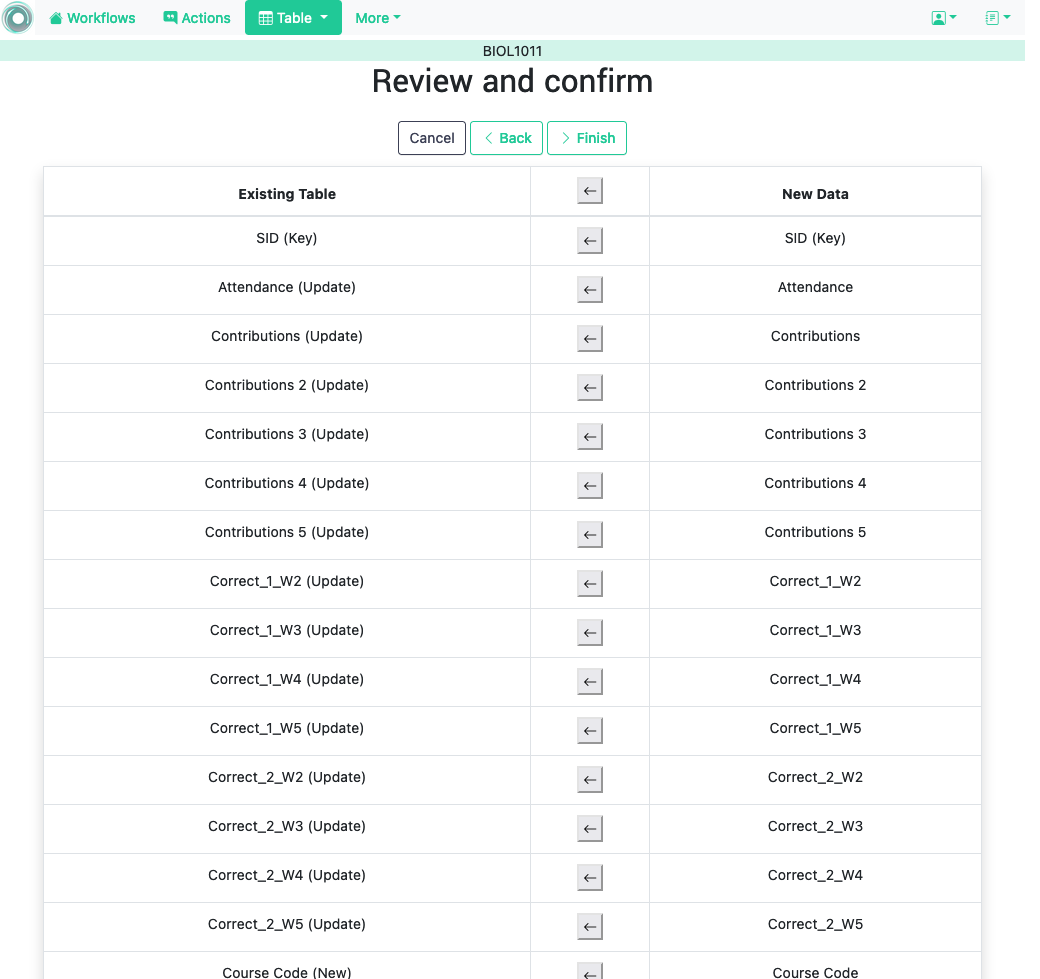 Workflows Actions Table More
BIOL1011
Review and confirm
Cancel Back Finish
Existing Table New Data
SID (Key) SID (Key)
Attendance (Update) Attendance
Contributions (Update) Contributions
Contributions 2 (Update) Contributions 2
Contributions 3 (Update) Contributions 3
Contributions 4 (Update) Contributions 4
Contributions 5 (Update) Contributions 5
Correct_1_W2 (Update) Correct_1_W2
Correct_1_W3 (Update) Correct_1_W3
Correct_1_W4 (Update) Correct_1_W4
Correct_1_W5 (Update) Correct_1_W5
Correct_2_W2 (Update) Correct_2_W2
Correct_2_W3 (Update) Correct_2_W3
Correct_2_W4 (Update) Correct_2_W4
Correct_2_W5 (Update) Correct_2_W5
Course Code (New) Course Code